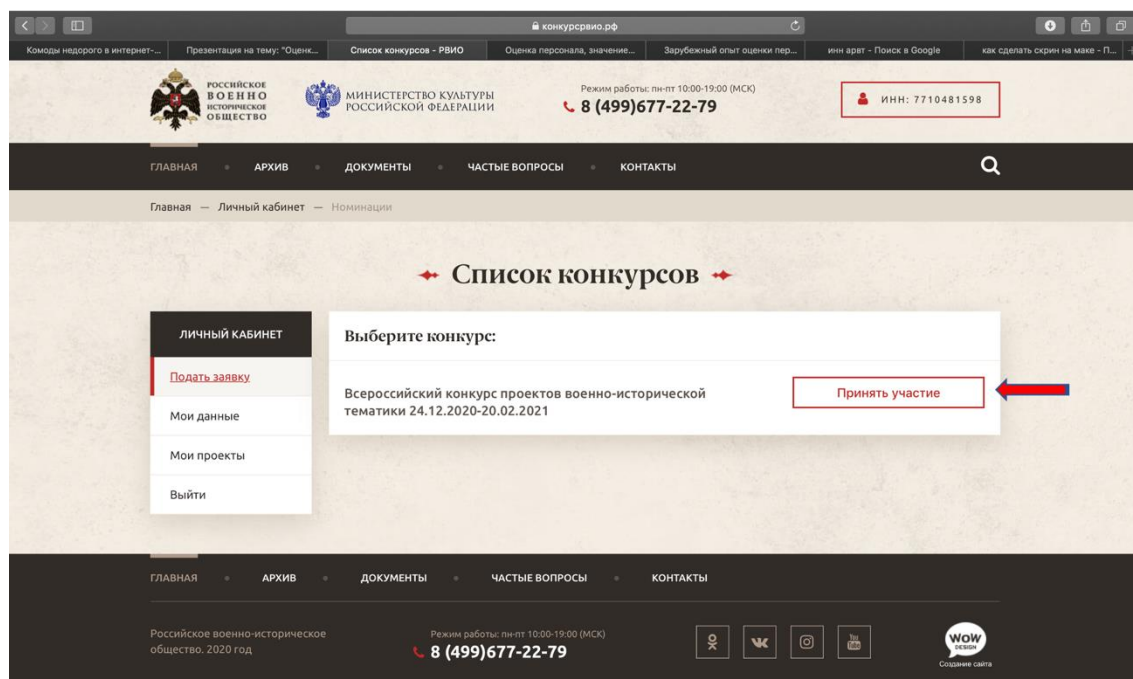 конкурсрвио.рф
Комоды недорого в интернет-...
Презентация на тему: "Оценк...
Список конкурсов - РВИО
Оценка персонала, значение...
Зарубежный опыт оценки пер...
инн арвт - Поиск в Google
как сделать скрин на маке - П...
РОССИЙСКОЕ
ВОЕННО
ИСТОРИЧЕСКОЕ
ОБЩЕСТВО
МИНИСТЕРСТВО КУЛЬТУРЫ
РОССИЙСКОЙ ФЕДЕРАЦИИ
Режим работы: пн-пт 10:00-19:00 (МСК)
8 (499)677-22-79
ИНН: 7710481598
ГЛАВНАЯ
АРХИВ
ДОКУМЕНТЫ
ЧАСТЫЕ ВОПРОСЫ
КОНТАКТЫ
Главная — Личный кабинет — Номинации
Список конкурсов
ЛИЧНЫЙ КАБИНЕТ
Подать заявку
Мои данные
Мои проекты
Выйти
Выберите конкурс:
Всероссийский конкурс проектов военно-исторической
тематики 24.12.2020-20.02.2021
Принять участие
ГЛАВНАЯ
АРХИВ
ДОКУМЕНТЫ
ЧАСТЫЕ ВОПРОСЫ
КОНТАКТЫ
Российское военно-историческое
общество. 2020 год
Режим работы: пн-пт 10:00-19:00 (МСК)
8 (499)677-22-79
You
Tube
WOW
DESIGN
Создание сайта